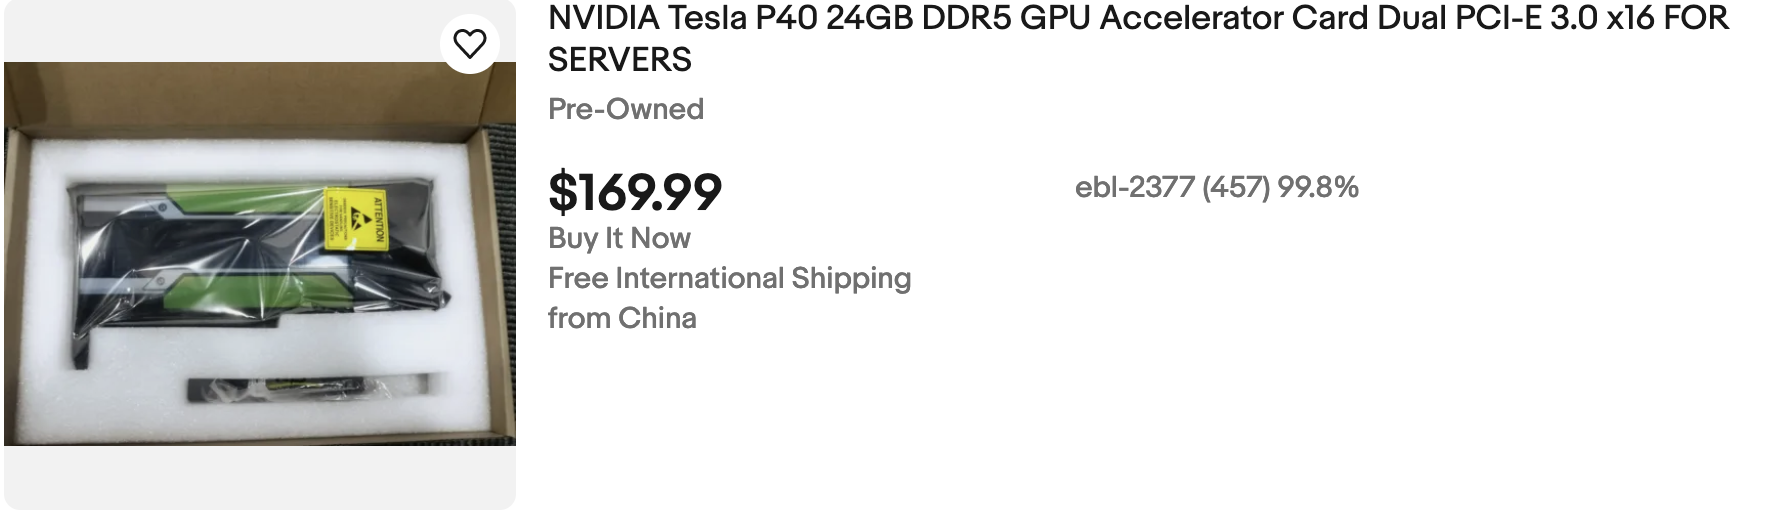 NVIDIA Tesla P40 24GB DDR5 GPU Accelerator Card Dual PCI-E 3.0 x16 FOR
SERVERS
Pre-Owned
$169.99
ebl-2377 (457) 99.8%
Buy It Now
Free International Shipping
from China
ATTENTION